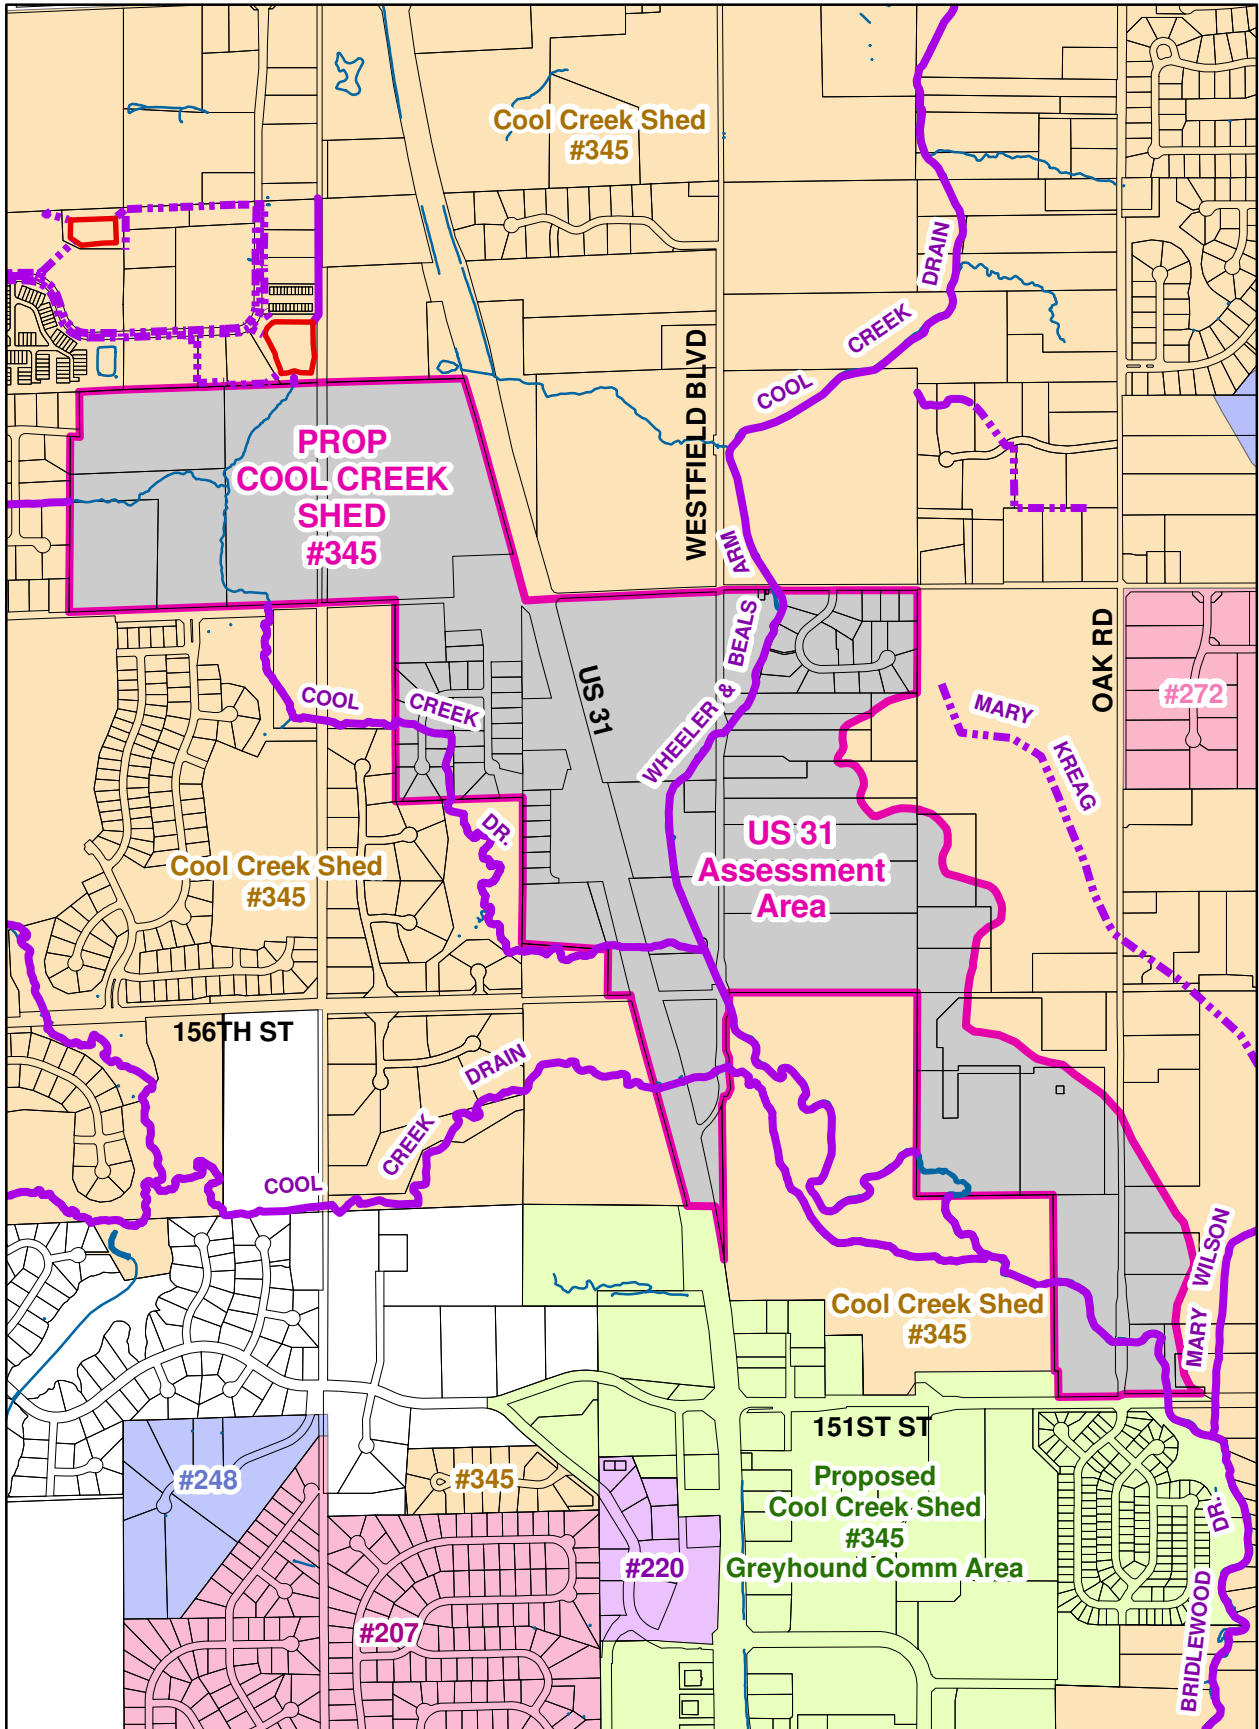 Cool Creek Shed
#345
DRAIN
CREEK
COOL
WESTFIELD BLVD
PROP
COOL CREEK
SHED
#345
ARM
WHEELER & BEALS
OAK RD
#272
US 31
COOL
CREEK
DR.
MARY
KREAG
US 31
Assessment
Area
Cool Creek Shed
#345
156TH ST
DRAIN
CREEK
COOL
MARY WILSON
Cool Creek Shed
#345
151ST ST
#248
#345
Proposed
Cool Creek Shed
#345
Greyhound Comm Area
#220
#207
DR.
BRIDLEWOOD